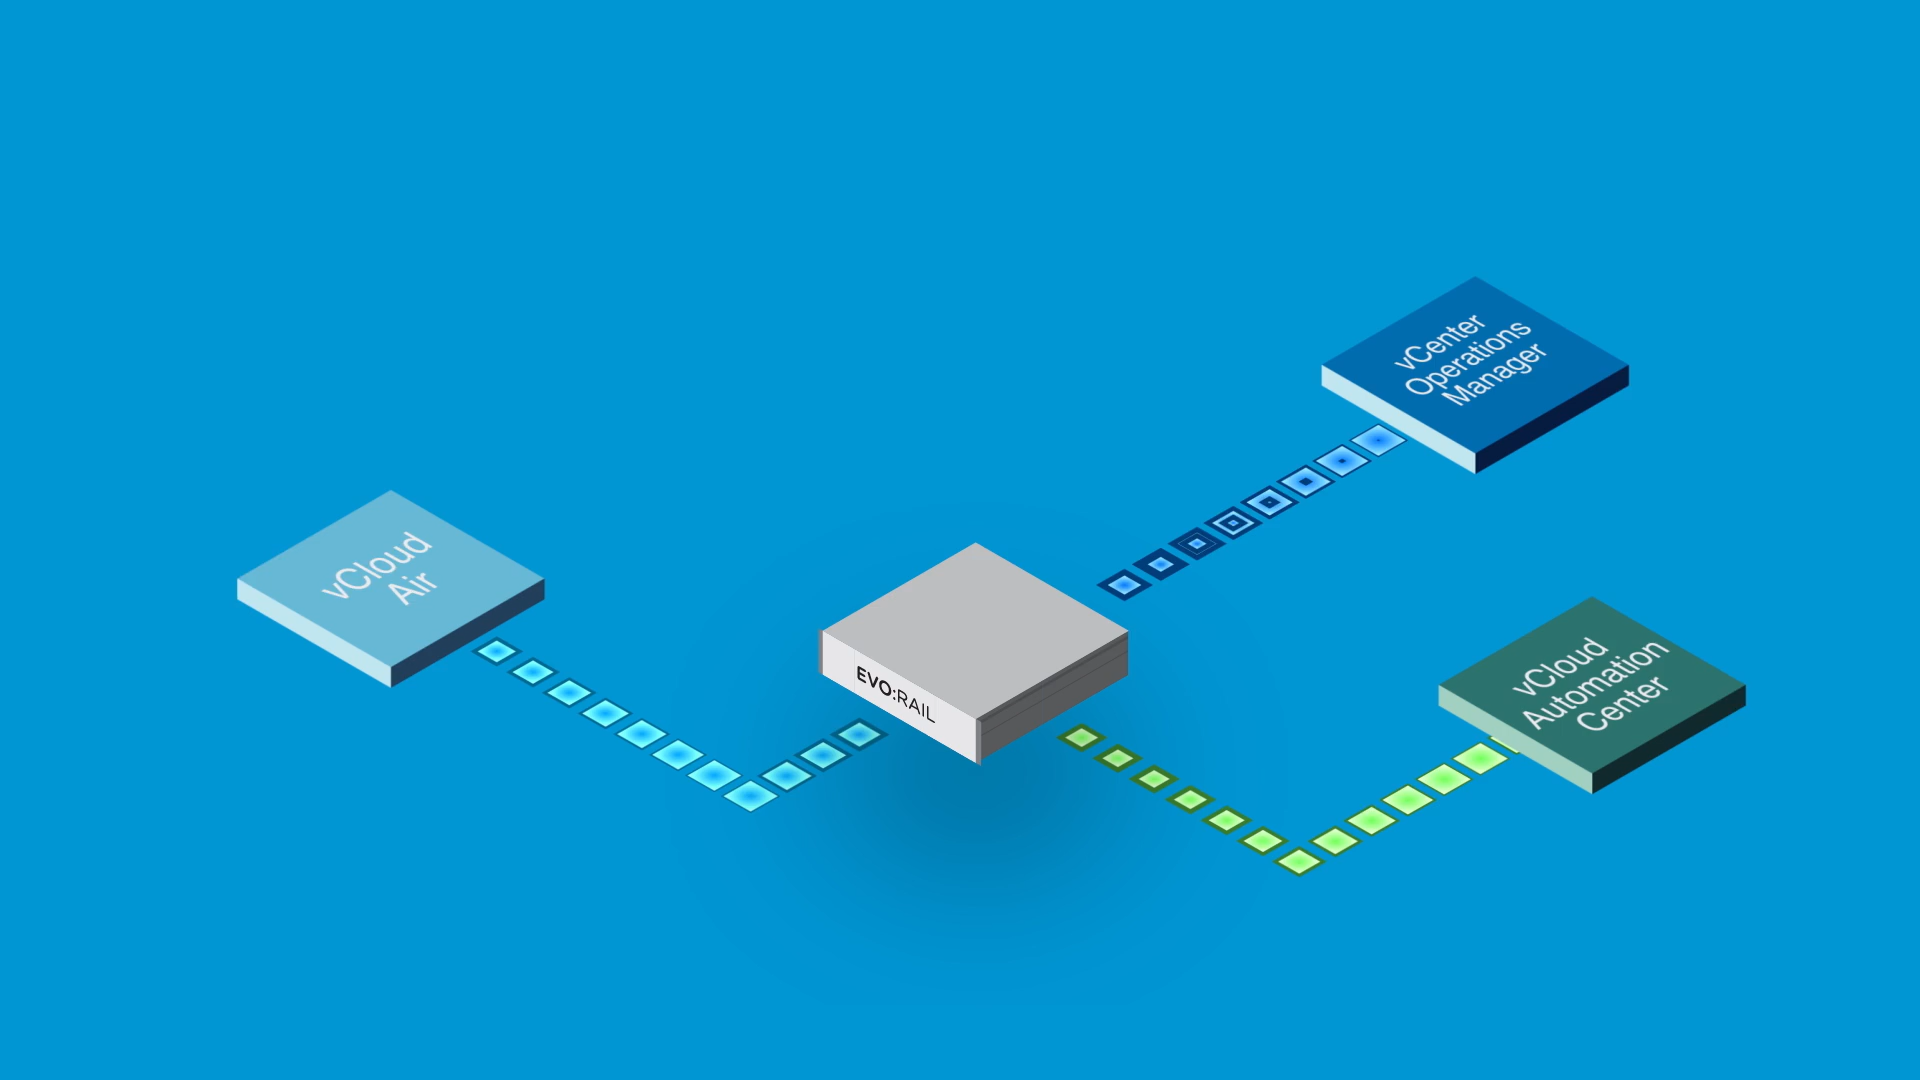 vCenter
Operations
Manager
vCloud
Air
EVO:RAIL
vCloud
Automation
Center